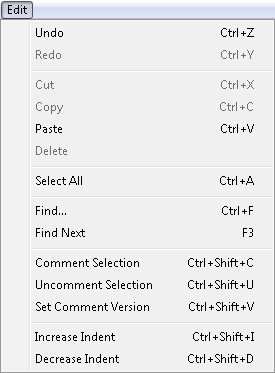 Edit
Undo Ctrl+Z
Redo Ctrl+Y
Cut Ctrl+X
Copy Ctrl+C
Paste Ctrl+V
Delete
Select All Ctrl+A
Find... Ctrl+F
Find Next F3
Comment Selection Ctrl+Shift+C
Uncomment Selection Ctrl+Shift+U
Set Comment Version Ctrl+Shift+V
Increase Indent Ctrl+Shift+I
Decrease Indent Ctrl+Shift+D